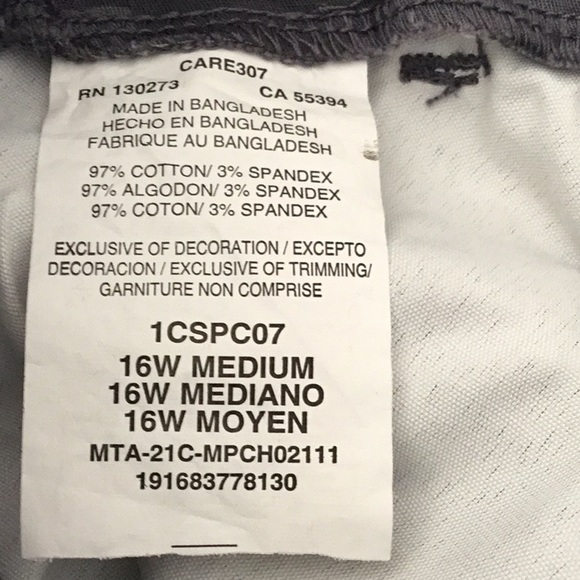 CARE307
RN 130273 CA 55394
MADE IN BANGLADESH
HECHO EN BANGLADESH
FABRIQUE AU BANGLADESH
97% COTTON/ 3% SPANDEX
97% ALGODON/ 3% SPANDEX
97% COTON/ 3% SPANDEX
EXCLUSIVE OF DECORATION / EXCEPTO
DECORACION / EXCLUSIVE OF TRIMMING/
GARNITURE NON COMPRISE
1CSPC07
16W MEDIUM
16W MEDIANO
16W MOYEN
MTA-21C-MPCH02111
191683778130